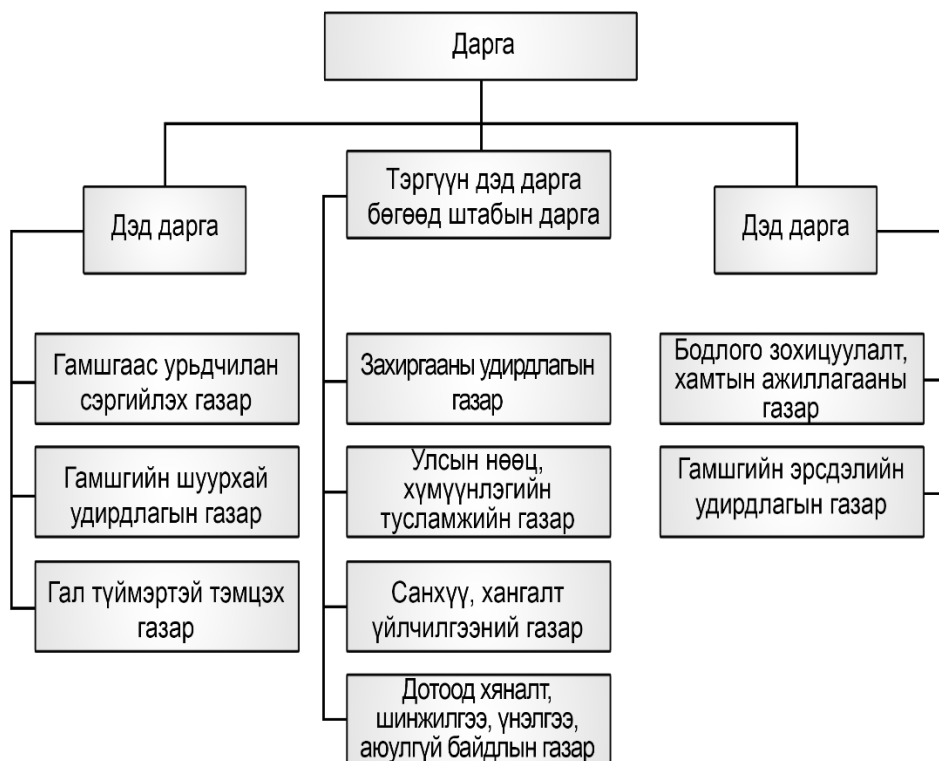 Дарга
Дэд дарга
Тэргүүн дэд дарга
бөгөөд штабын дарга
Дэд дарга
Гамшгаас урьдчилан
сэргийлэх газар
Гамшгийн шуурхай
удирдлагын газар
Гал түймэртэй тэмцэх
газар
Захиргааны удирдлагын
газар
Улсын нөөц,
хүмүүнлэгийн
тусламжийн газар
Санхүү, хангалт
үйлчилгээний газар
Дотоод хяналт,
шинжилгээ, үнэлгээ,
аюулгүй байдлын газар
Бодлого зохицуулалт,
хамтын ажиллагааны
газар
Гамшгийн эрсдэлийн
удирдлагын газар